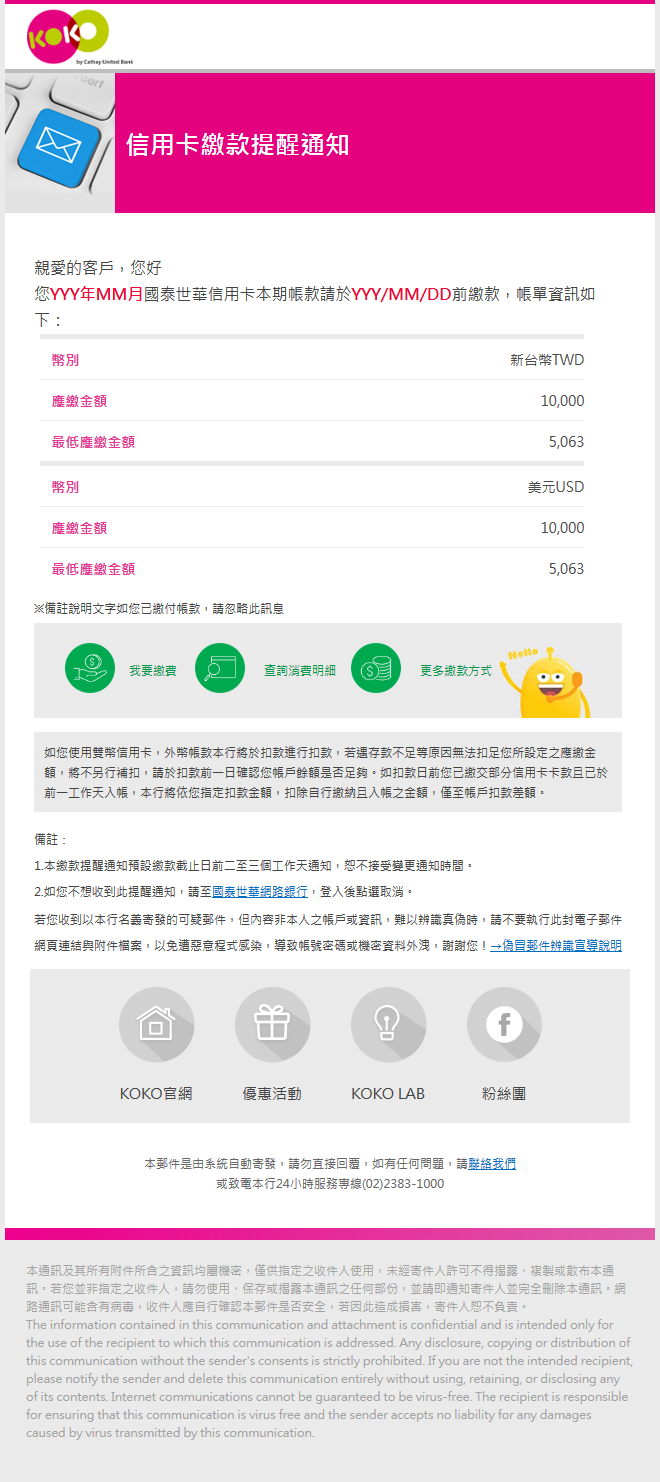 KOKO
by Cathay United Bank
Insert
信用卡繳款提醒通知
親愛的客戶，您好
您YYY年MM月國泰世華信用卡本期帳款請於YYY/MM/DD前繳款，帳單資訊如
下：
幣別 新台幣TWD
應繳金額 10,000
最低應繳金額 5,063
幣別 美元USD
應繳金額 10,000
最低應繳金額 5,063
※備註說明文字如您已繳付帳款，請忽略此訊息
Hello
我要繳費 查詢消費明細 更多繳款方式
如您使用雙幣信用卡，外幣帳款本行將於扣款進行扣款，若遇存款不足等原因無法扣足您所設定之應繳金
額，將不另行補扣，請於扣款前一日確認您帳戶餘額是否足夠。如扣款日前您已繳交部分信用卡卡款且已於
前一工作天入帳，本行將依您指定扣款金額，扣除自行繳納且入帳之金額，僅至帳戶扣款差額。
備註：
1.本繳款提醒通知預設繳款截止日前二至三個工作天通知，恕不接受變更通知時間。
2.如您不想收到此提醒通知，請至國泰世華網路銀行，登入後點選取消。
若您收到以本行名義寄發的可疑郵件，但內容非本人之帳戶或資訊，難以辨識真偽時，請不要執行此封電子郵件
網頁連結與附件檔案，以免遭惡意程式感染，導致帳號密碼或機密資料外洩，謝謝您！→偽冒郵件辨識宣導說明
KOKO官網 優惠活動 KOKO LAB 粉絲團
本郵件是由系統自動寄發，請勿直接回覆，如有任何問題，請聯絡我們
或致電本行24小時服務專線(02)2383-1000
本通訊及其所有附件所含之資訊均屬機密，僅供指定之收件人使用，未經寄件人許可不得揭露、複製或散布本通
訊。若您並非指定之收件人，請勿使用、保存或揭露本通訊之任何部份，並請即通知寄件人並完全刪除本通訊。網
路通訊可能含有病毒，收件人應自行確認本郵件是否安全，若因此造成損害，寄件人恕不負責。
The information contained in this communication and attachment is confidential and is intended only for
the use of the recipient to which this communication is addressed. Any disclosure, copying or distribution of
this communication without the sender's consents is strictly prohibited. If you are not the intended recipient,
please notify the sender and delete this communication entirely without using, retaining, or disclosing any
of its contents. Internet communications cannot be guaranteed to be virus-free. The recipient is responsible
for ensuring that this communication is virus free and the sender accepts no liability for any damages
caused by virus transmitted by this communication.